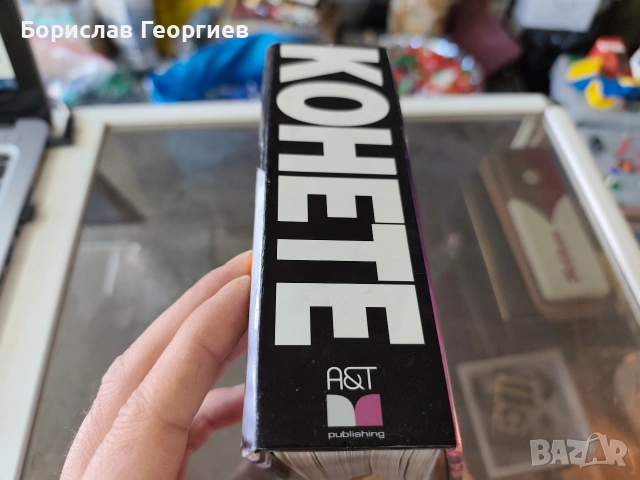 Борислав Георгиев
КОНЕТЕ
A&T
publishing
BAZAR